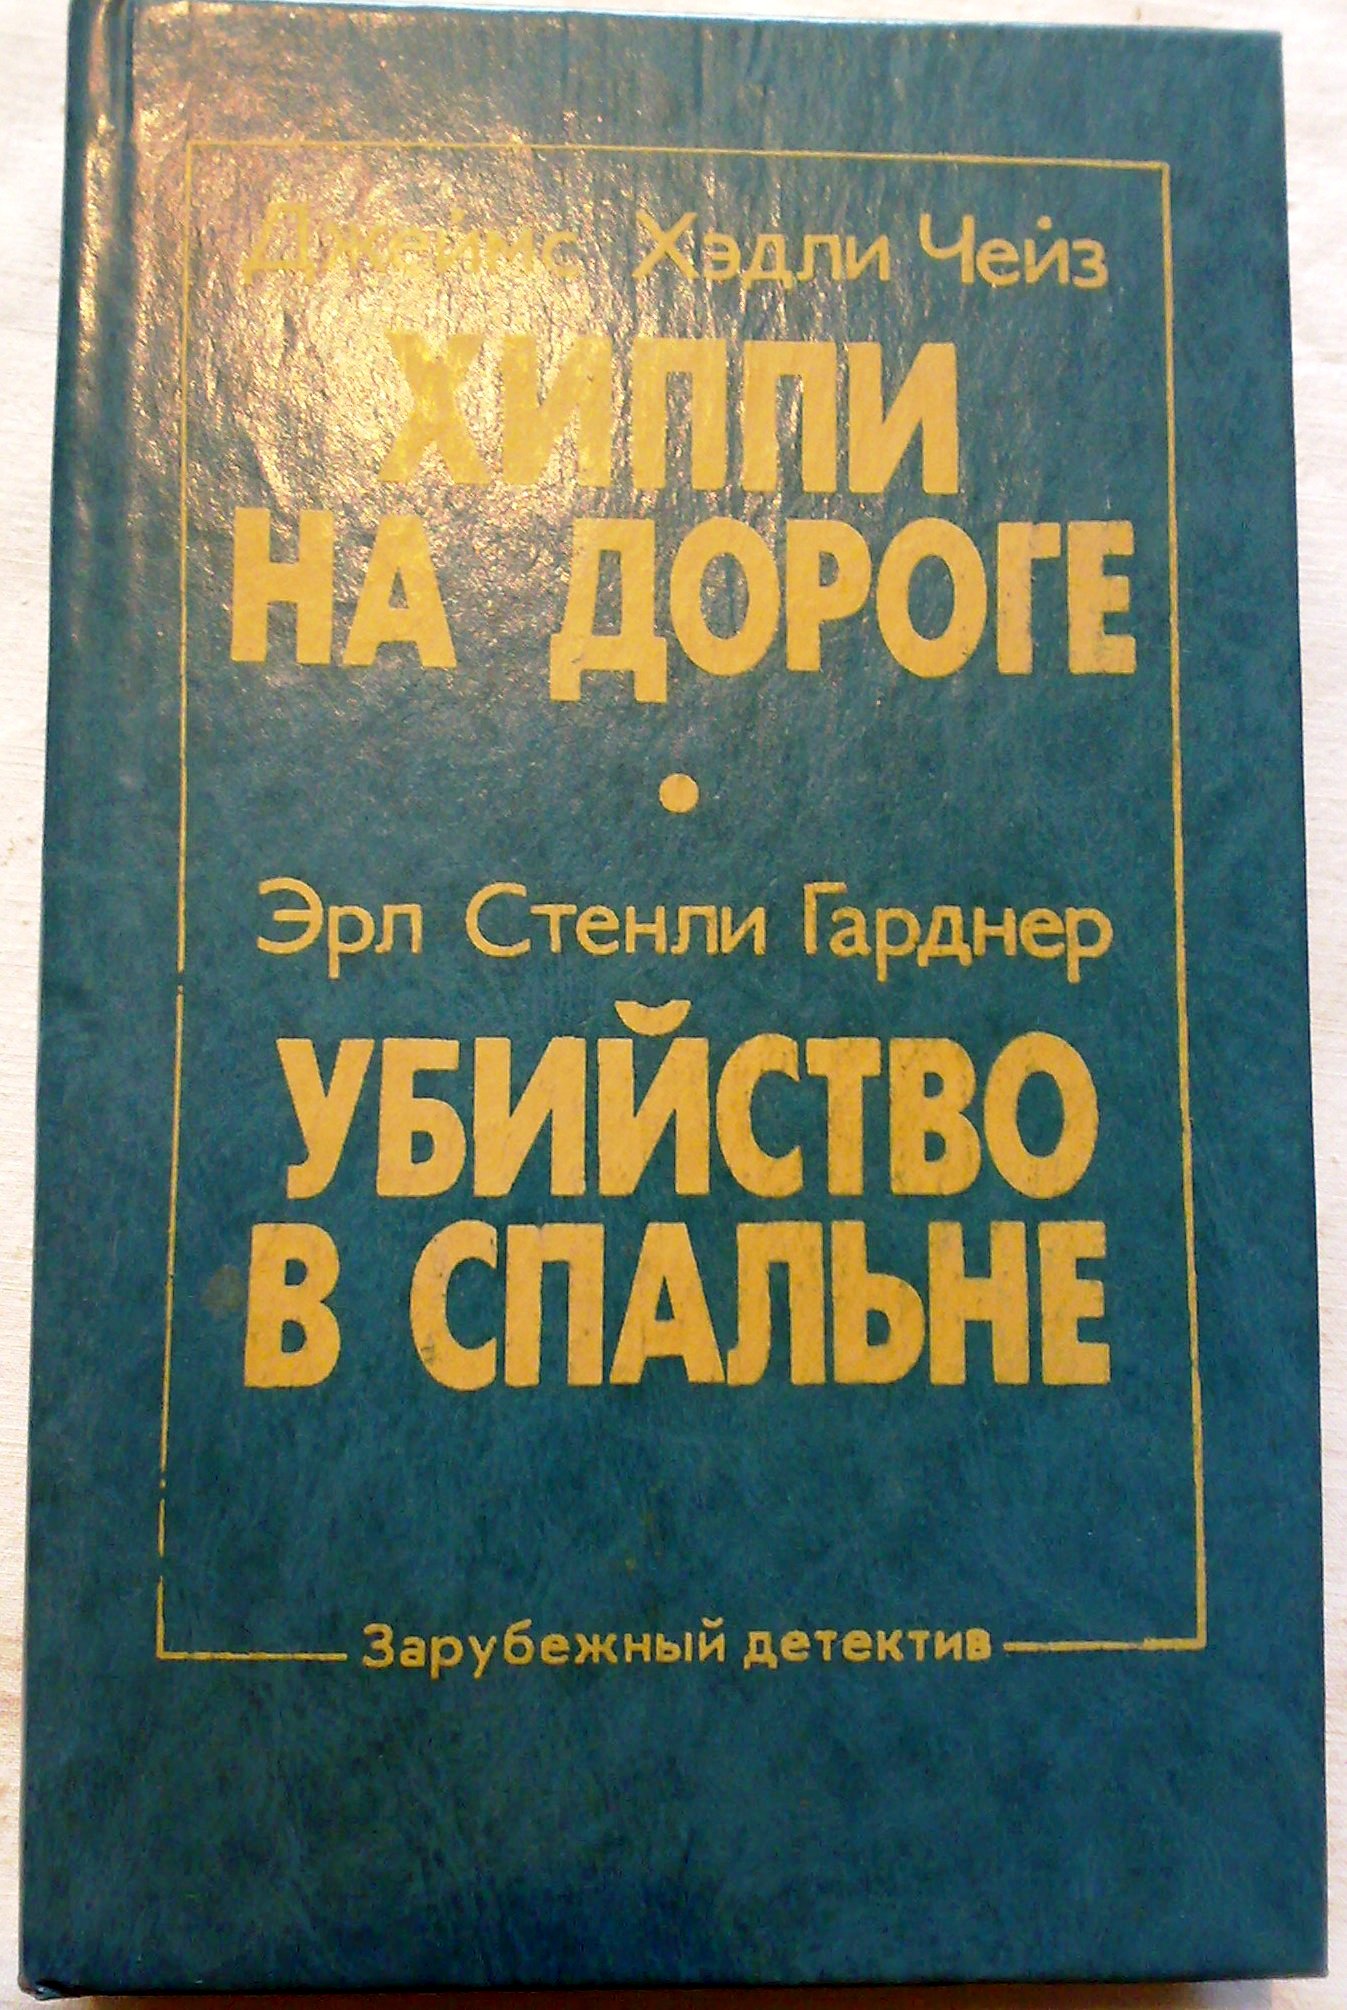 Джеймс Хэдли Чейз
ХИППИ
НА ДОРОГЕ
Эрл Стенли Гарднер
УБИЙСТВО
В СПАЛЬНЕ
Зарубежный детектив